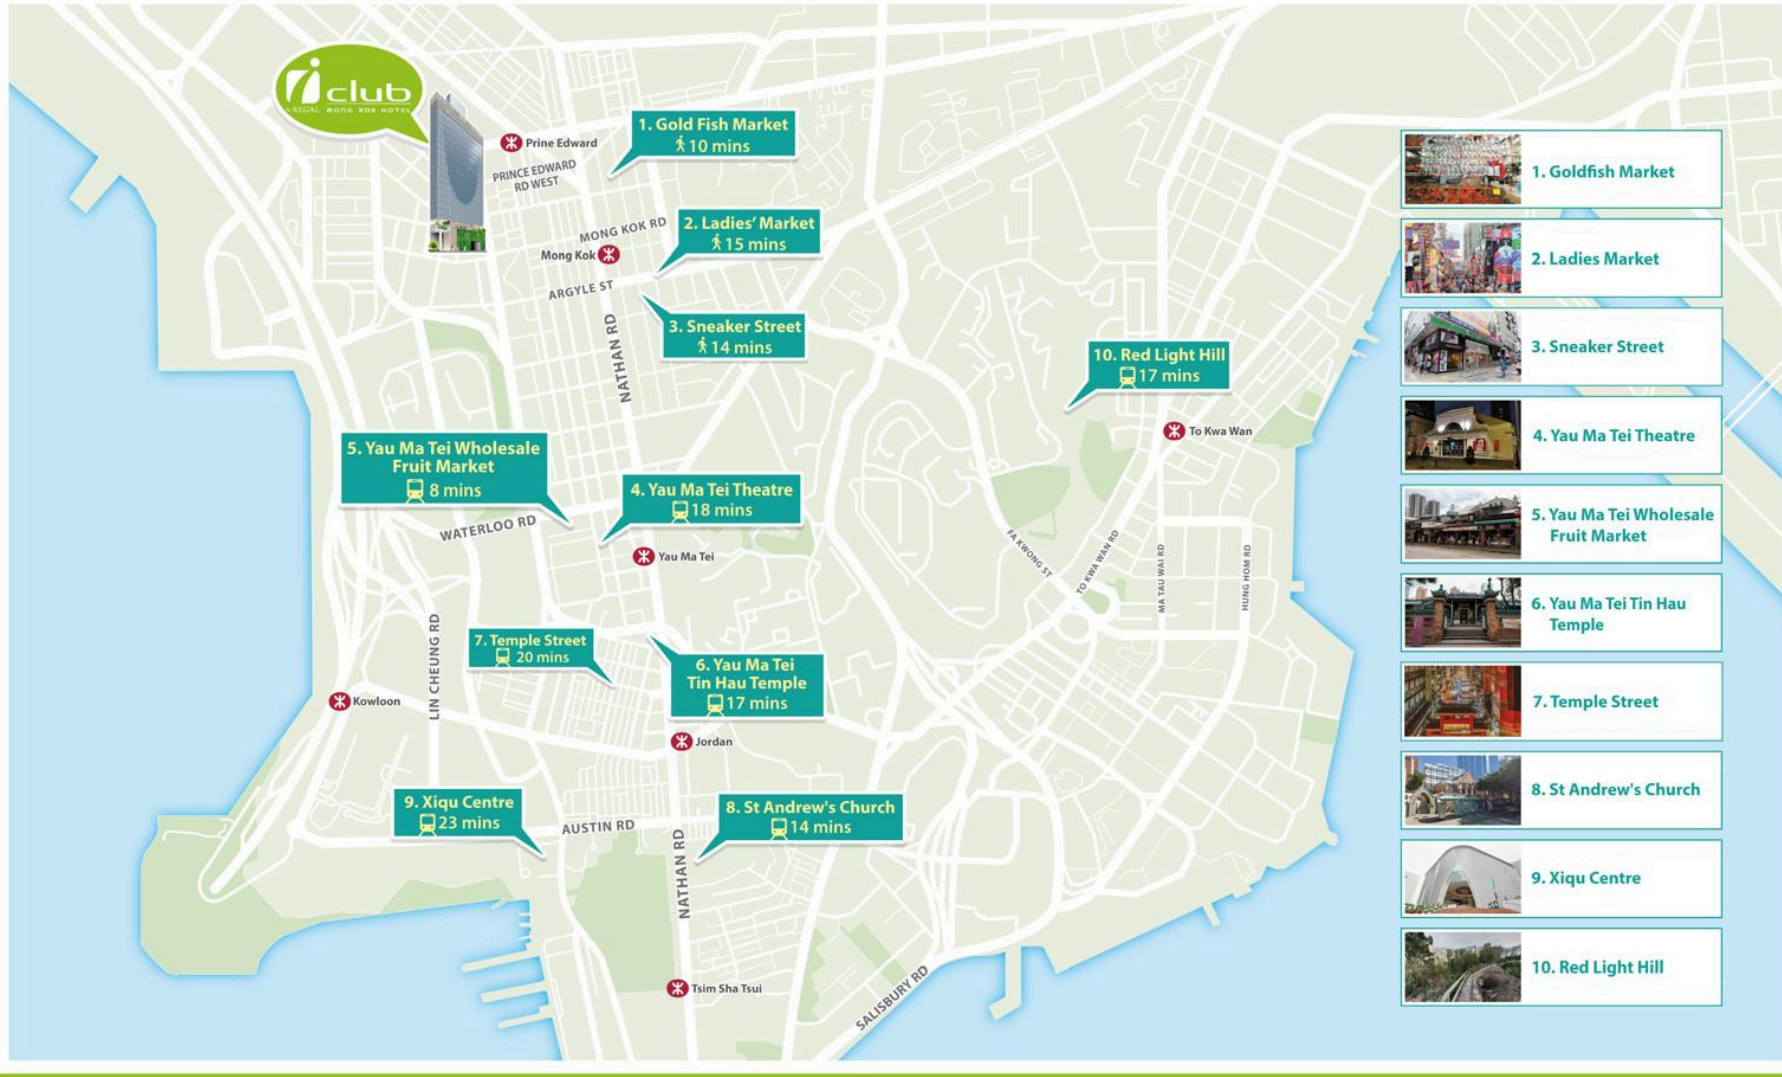 iclub
by REGAL MONG KOK HOTEL
Prine Edward
PRINCE EDWARD
RD WEST
1. Gold Fish Market
10 mins
MONG KOK RD
2. Ladies' Market
15 mins
Mong Kok
ARGYLE ST
NATHAN RD
3. Sneaker Street
14 mins
10. Red Light Hill
17 mins
To Kwa Wan
5. Yau Ma Tei Wholesale
Fruit Market
8 mins
4. Yau Ma Tei Theatre
18 mins
WATERLOO RD
Yau Ma Tei
FA KWONG ST
TO KWA WAN RD
MA TAU WAI RD
HUNG HOM RD
LIN CHEUNG RD
7. Temple Street
20 mins
6. Yau Ma Tei
Tin Hau Temple
17 mins
Kowloon
Jordan
9. Xiqu Centre
23 mins
AUSTIN RD
8. St Andrew's Church
14 mins
NATHAN RD
Tsim Sha Tsui
SALISBURY RD
1. Goldfish Market
2. Ladies Market
3. Sneaker Street
4. Yau Ma Tei Theatre
5. Yau Ma Tei Wholesale
Fruit Market
6. Yau Ma Tei Tin Hau
Temple
7. Temple Street
8. St Andrew's Church
9. Xiqu Centre
10. Red Light Hill